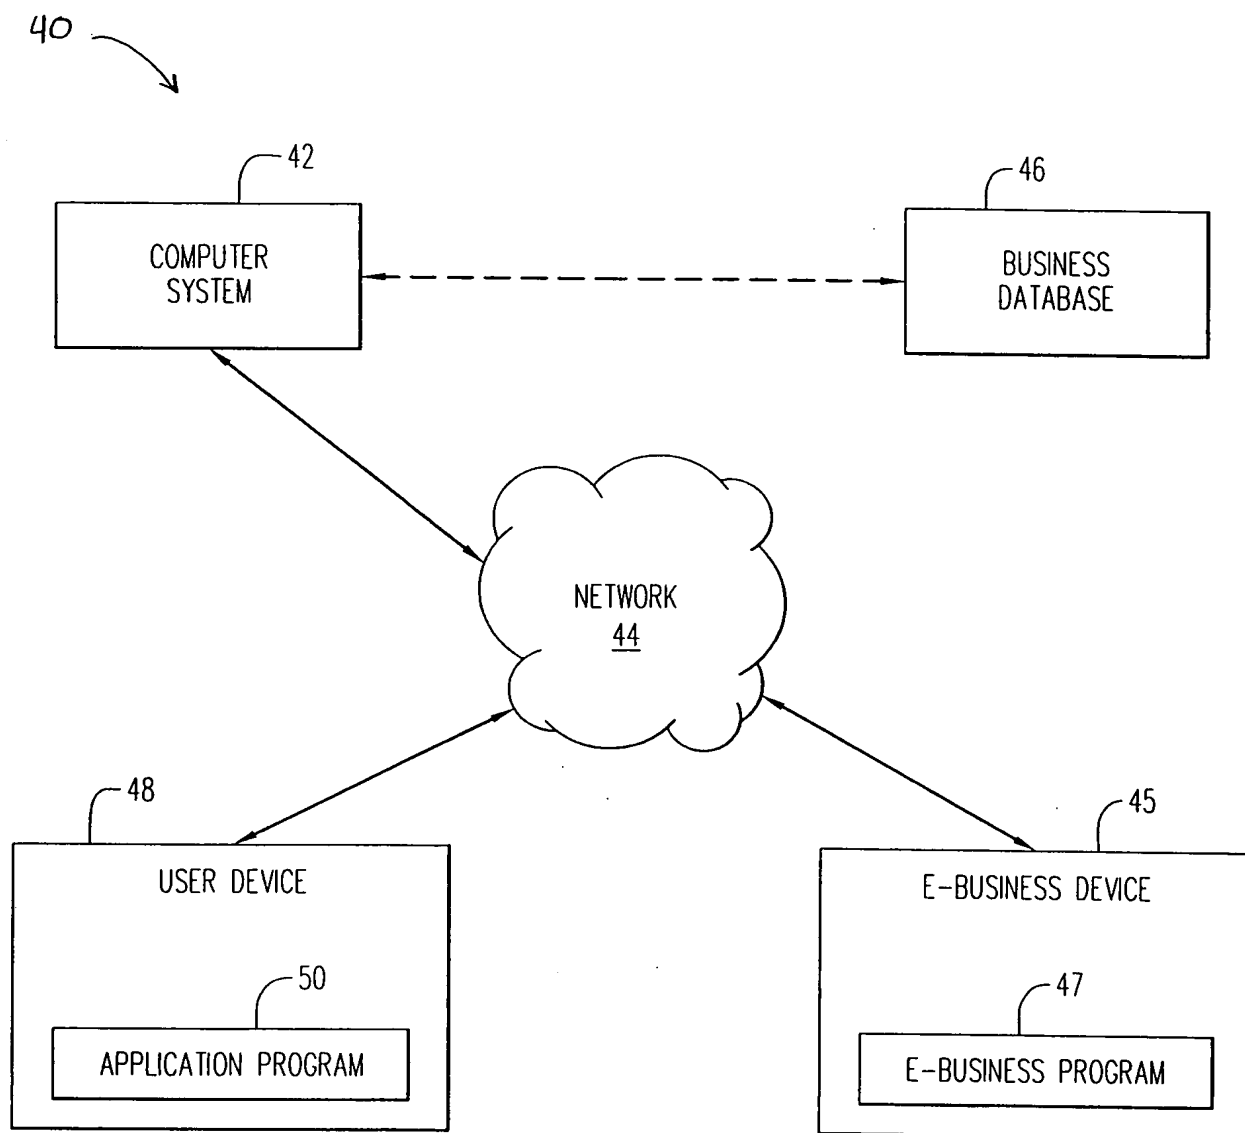 40
42
46
COMPUTER
SYSTEM
BUSINESS
DATABASE
NETWORK
44
48
45
USER DEVICE
E-BUSINESS DEVICE
50
47
APPLICATION PROGRAM
E-BUSINESS PROGRAM